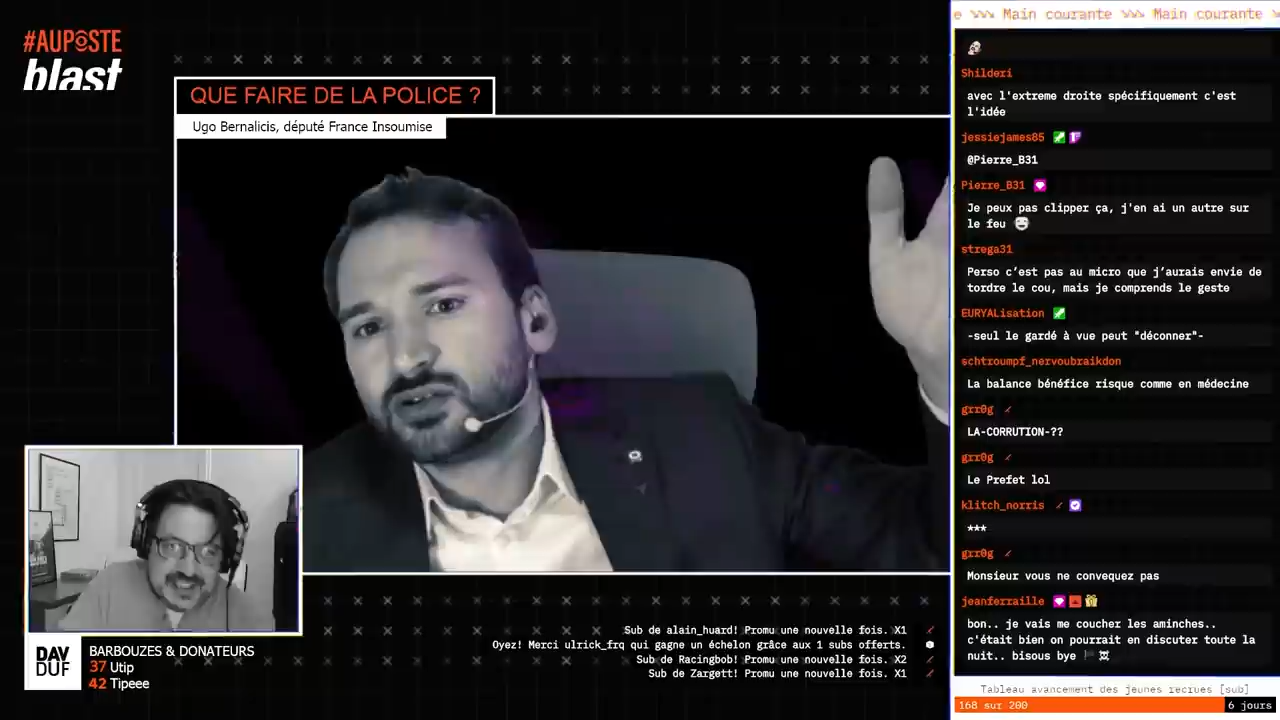 #AUPOSTE
blast
QUE FAIRE DE LA POLICE ?
Ugo Bernalicis, député France Insoumise
DAV
DUF
BARBOUZES & DONATEURS
37 Utip
42 Tipeee
Sub de alain_huard! Promu une nouvelle fois. X1
Oyez! Merci ulrick_frq qui gagne un échelon grâce aux 1 subs offerts.
Sub de Racingbob! Promu une nouvelle fois. X2
Sub de Zargett! Promu une nouvelle fois. X1
e >>> Main courante >>> Main courante
Shilderi
avec l'extreme droite spécifiquement c'est
l'idée
jessiejames85
@Pierre_B31
Pierre_B31
Je peux pas clipper ça, j'en ai un autre sur
le feu
strega31
Perso c’est pas au micro que j’aurais envie de
tordre le cou, mais je comprends le geste
EURYALisation
-seul le gardé à vue peut "déconner"-
schtroumpf_nervoubraikdon
La balance bénéfice risque comme en médecine
grr0g
LA-CORRUTION-??
grr0g
Le Prefet lol
klitch_norris
***
grr0g
Monsieur vous ne convequez pas
jeanferraille
bon.. je vais me coucher les aminches..
c'était bien on pourrait en discuter toute la
nuit.. bisous bye
Tableau avancement des jeunes recrues [sub]
168 sur 200
6 jours